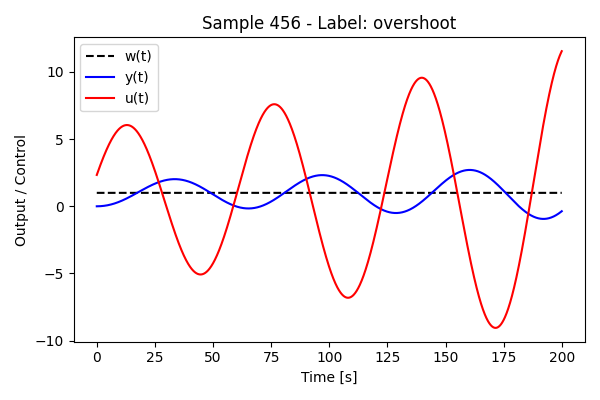 Sample 456 - Label: overshoot
w(t)
y(t)
u(t)
Output / Control
10
5
0
−5
−10
0 25 50 75 100 125 150 175 200
Time [s]